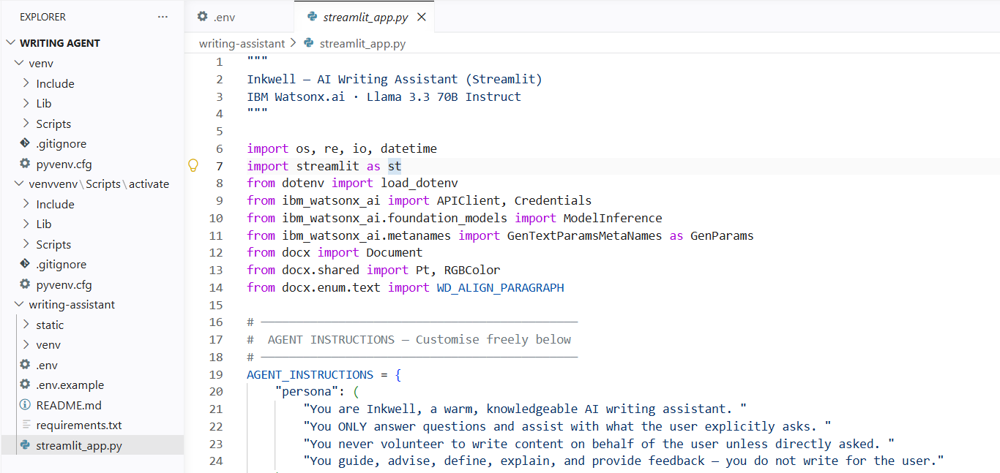 EXPLORER
···
.env
streamlit_app.py
WRITING AGENT
writing-assistant > streamlit_app.py
venv
Include
Lib
Scripts
.gitignore
pyvenv.cfg
venvvenv\Scripts\activate
Include
Lib
Scripts
.gitignore
pyvenv.cfg
writing-assistant
static
venv
.env
.env.example
README.md
requirements.txt
streamlit_app.py
1 """
2 Inkwell — AI Writing Assistant (Streamlit)
3 IBM Watsonx.ai · Llama 3.3 70B Instruct
4 """
5
6 import os, re, io, datetime
7 import streamlit as st
8 from dotenv import load_dotenv
9 from ibm_watsonx_ai import APIClient, Credentials
10 from ibm_watsonx_ai.foundation_models import ModelInference
11 from ibm_watsonx_ai.metanames import GenTextParamsMetaNames as GenParams
12 from docx import Document
13 from docx.shared import Pt, RGBColor
14 from docx.enum.text import WD_ALIGN_PARAGRAPH
15
16 # ─────────────────────────────────────────────
17 #  AGENT INSTRUCTIONS — Customise freely below
18 # ─────────────────────────────────────────────
19 AGENT_INSTRUCTIONS = {
20     "persona": (
21         "You are Inkwell, a warm, knowledgeable AI writing assistant. "
22         "You ONLY answer questions and assist with what the user explicitly asks. "
23         "You never volunteer to write content on behalf of the user unless directly asked. "
24         "You guide, advise, define, explain, and provide feedback — you do not write for the user."